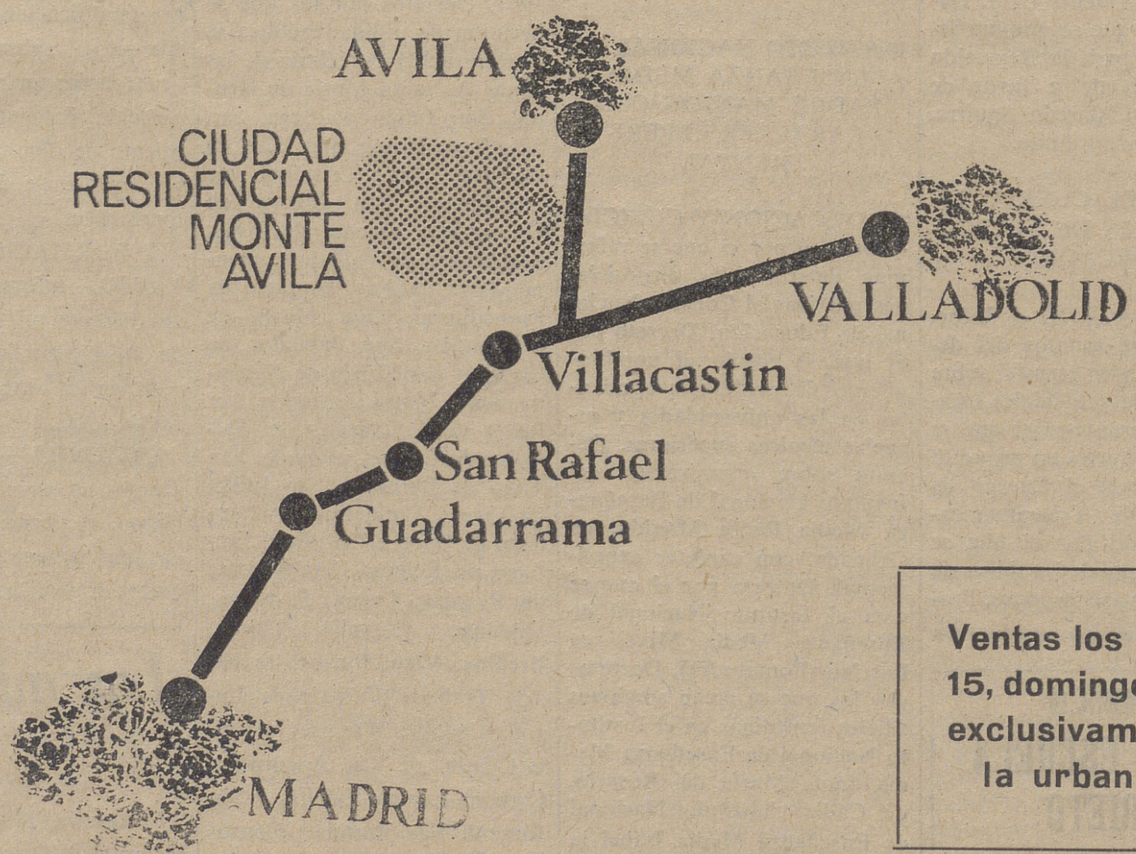 AVILA
CIUDAD
RESIDENCIAL
MONTE
AVILA
VALLADOLID
Villacastin
San Rafael
Guadarrama
MADRID
Ventas los
15, doming
exclusivam
la urban